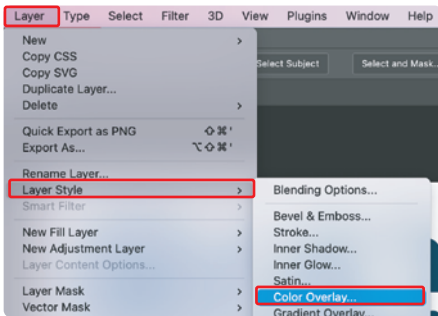 Layer Type Select Filter 3D View Plugins Window Help
New
Copy CSS
Copy SVG
Duplicate Layer...
Delete
Quick Export as PNG ⇧⌘'
Export As... ⌥⇧⌘'
Rename Layer...
Layer Style
Smart Filter
New Fill Layer
New Adjustment Layer
Layer Content Options...
Layer Mask
Vector Mask
Select Subject Select and Mask..
Blending Options...
Bevel & Emboss...
Stroke...
Inner Shadow...
Inner Glow...
Satin...
Color Overlay...
Gradient Overlay...